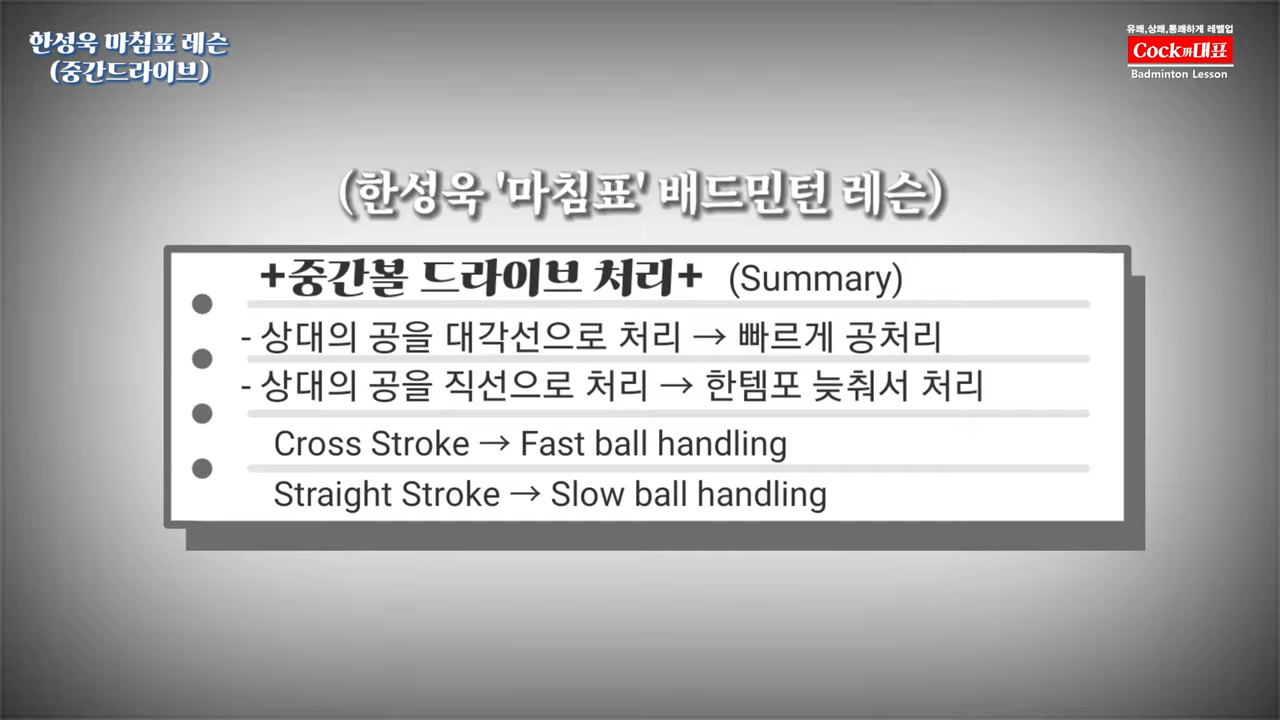 한성욱 마침표 레슨
(중간드라이브)
유쾌,상쾌,통쾌하게 레벨업
Cock까대표
Badminton Lesson
(한성욱 '마침표' 배드민턴 레슨)
+중간볼 드라이브 처리+ (Summary)
- 상대의 공을 대각선으로 처리 → 빠르게 공처리
- 상대의 공을 직선으로 처리 → 한템포 늦춰서 처리
Cross Stroke → Fast ball handling
Straight Stroke → Slow ball handling